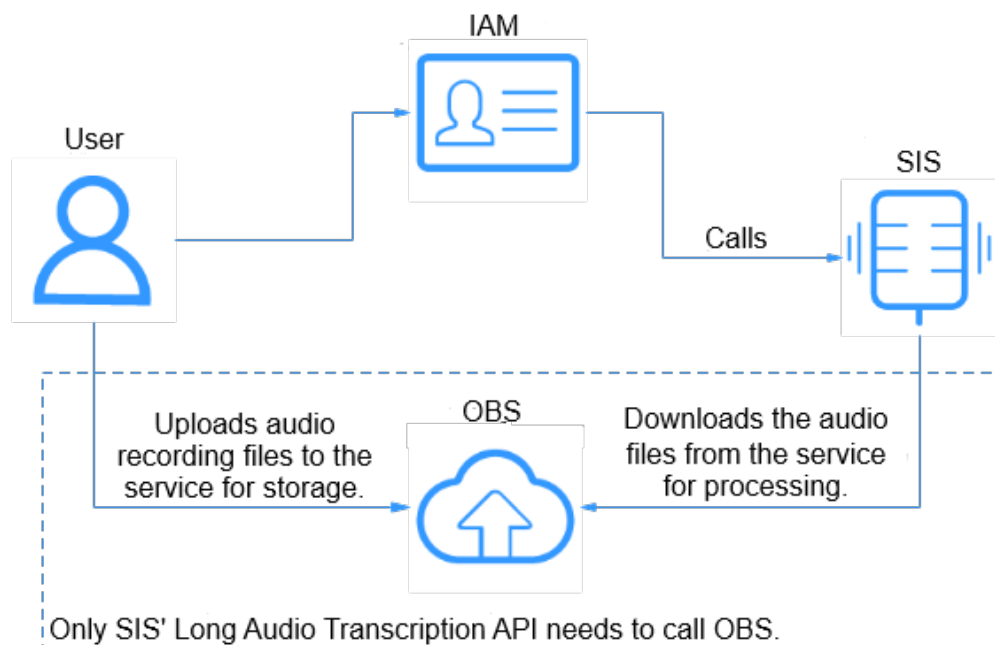 IAM
User
SIS
Calls
OBS
Uploads audio
recording files to the
service for storage.
Downloads the audio
files from the service
for processing.
Only SIS' Long Audio Transcription API needs to call OBS.